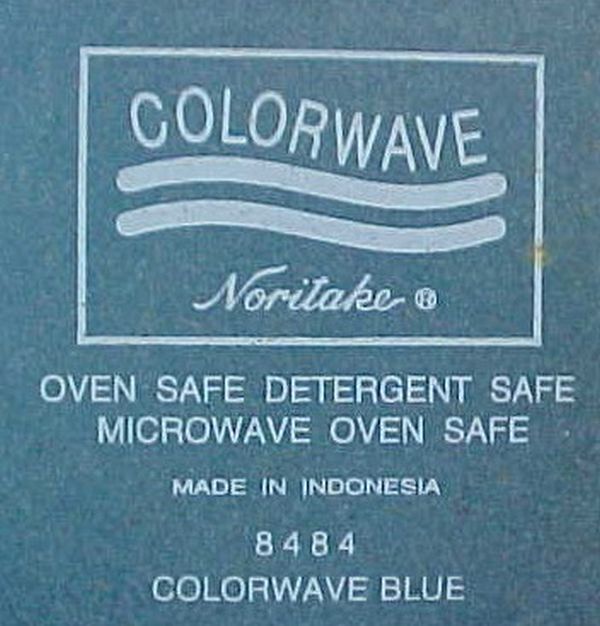 COLORWAVE
Noritake ®
OVEN SAFE DETERGENT SAFE
MICROWAVE OVEN SAFE
MADE IN INDONESIA
8484
COLORWAVE BLUE